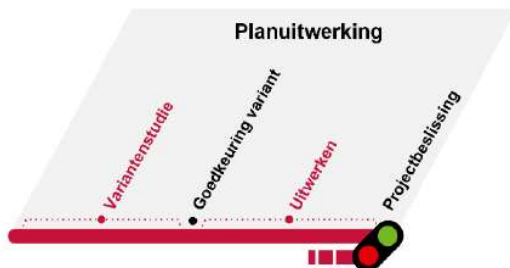 Planuitwerking
Variantenstudie
Goedkeuring variant
Uitwerken
Projectbeslissing